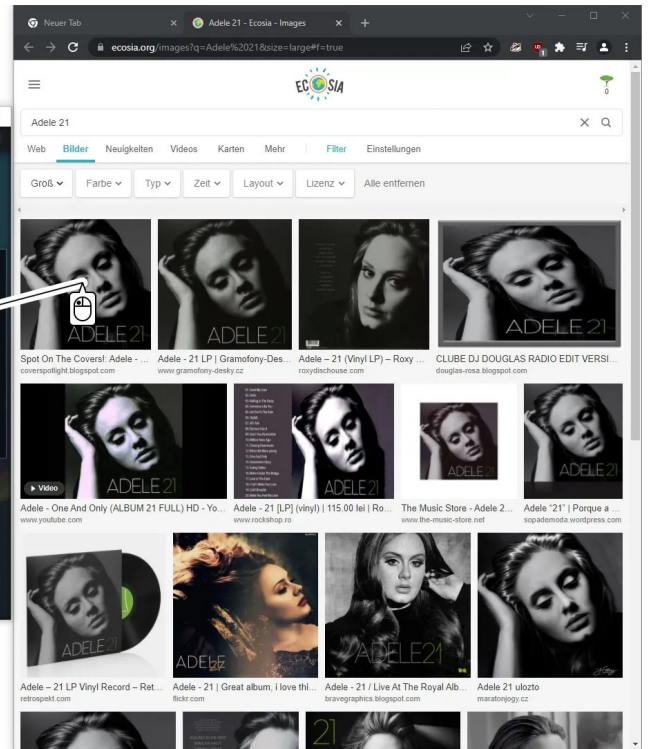 Neuer Tab
Adele 21 - Ecosia - Images
ecosia.org/images?q=Adele%2021&size=large#f=true
1
ECOSIA
0
Adele 21
Web Bilder Neuigkeiten Videos Karten Mehr Filter Einstellungen
Groß Farbe Typ Zeit Layout Lizenz Alle entfernen
ADELE 21
ADELE 21
ADELE 21
Spot On The Covers!: Adele - ...
Adele - 21 LP | Gramofony-Des...
Adele – 21 (Vinyl LP) – Roxy ...
CLUBE DJ DOUGLAS RADIO EDIT VERSI...
coverspotlight.blogspot.com
www.gramofony-desky.cz
roxydischouse.com
douglas-rosa.blogspot.com
Video
ADELE 21
ADELE 21
ADELE 21
ADELE 21
Adele - One And Only (ALBUM 21 FULL) HD - Yo...
Adele - 21 [LP] (vinyl) | 115.00 lei | Ro...
The Music Store - Adele 2...
Adele “21” | Porque a ...
www.youtube.com
www.rockshop.ro
www.the-music-store.net
sopademoda.wordpress.com
ADELE 21
ADELE
ADELE21
Adele – 21 LP Vinyl Record – Ret...
Adele - 21 | Great album, i love thi...
Adele - 21 / Live At The Royal Alb...
Adele 21 ulozto
retrospekt.com
flickr.com
bravegraphics.blogspot.com
maratonjogy.cz
21